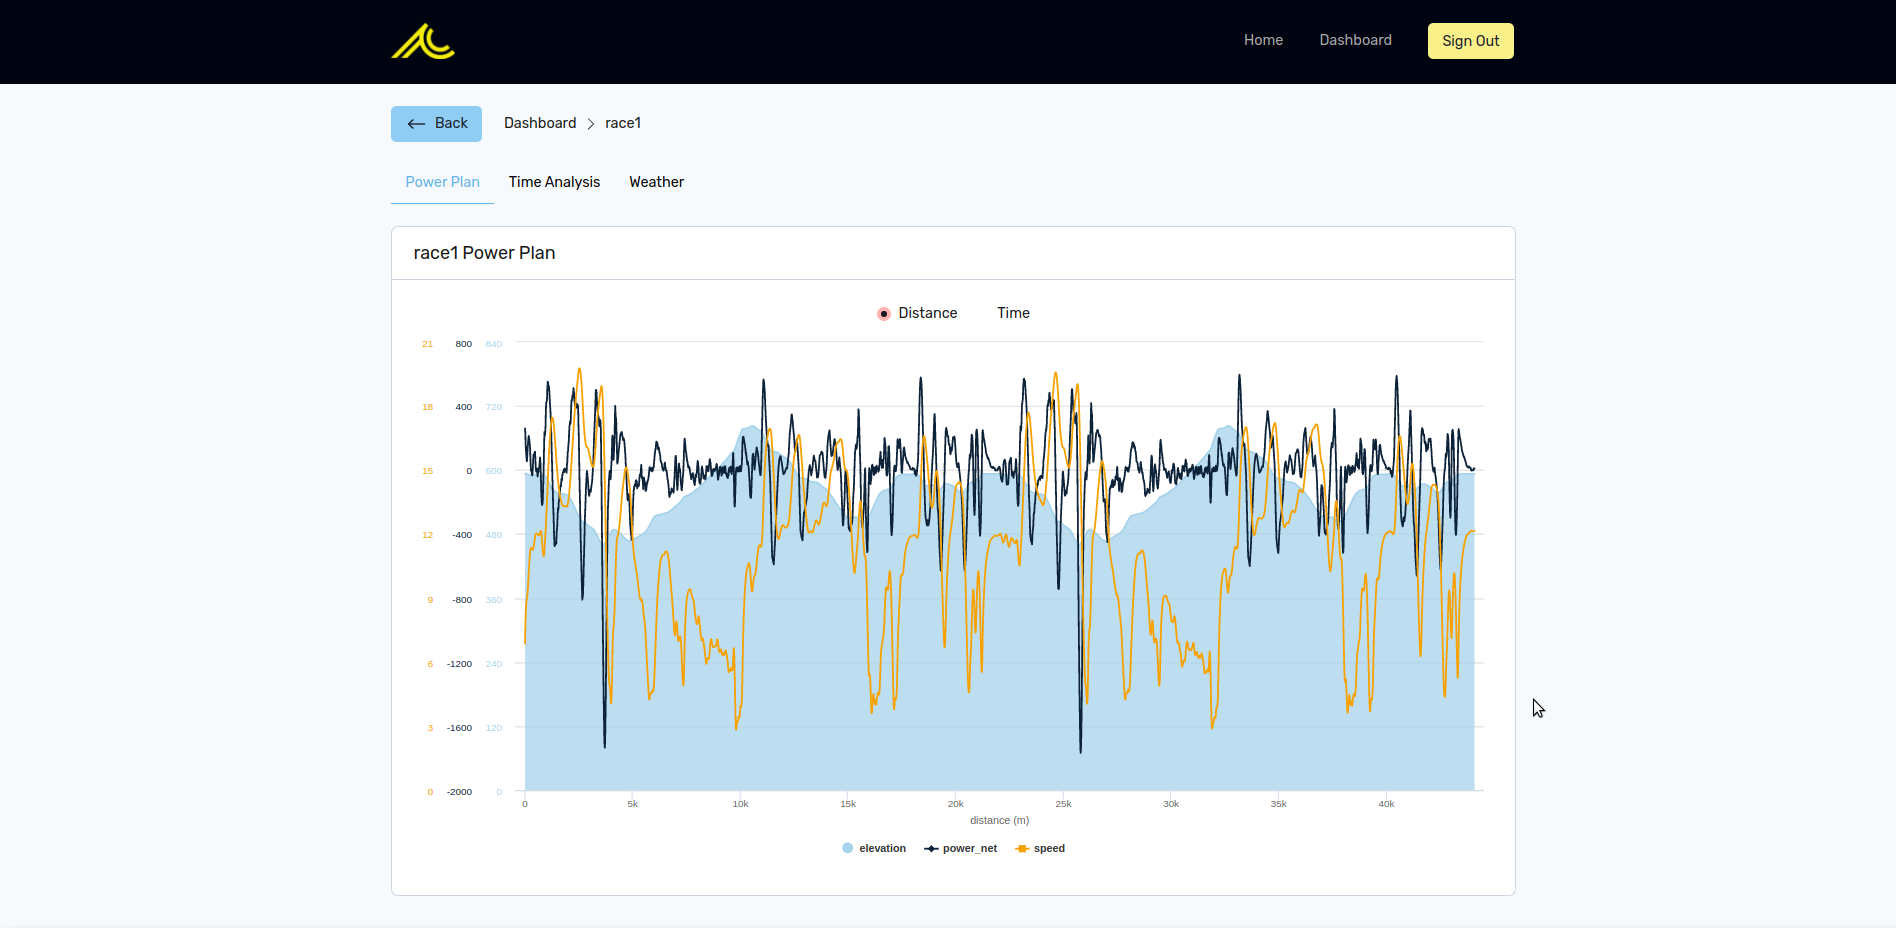 Home Dashboard Sign Out
Back Dashboard race1
Power Plan Time Analysis Weather
race1 Power Plan
Distance Time
21 800 840
18 400 720
15 0 600
12 -400 480
9 -800 360
6 -1200 240
3 -1600 120
0 -2000 0
0 5k 10k 15k 20k 25k 30k 35k 40k
distance (m)
elevation power_net speed